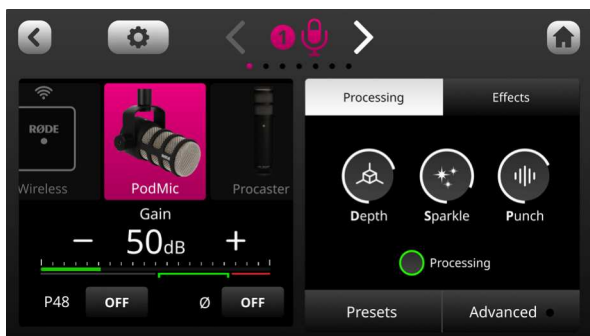 1
Processing Effects
RØDE
Wireless PodMic Procaster
Depth Sparkle Punch
Gain
− 50dB +
Processing
P48 OFF Ø OFF
Presets Advanced